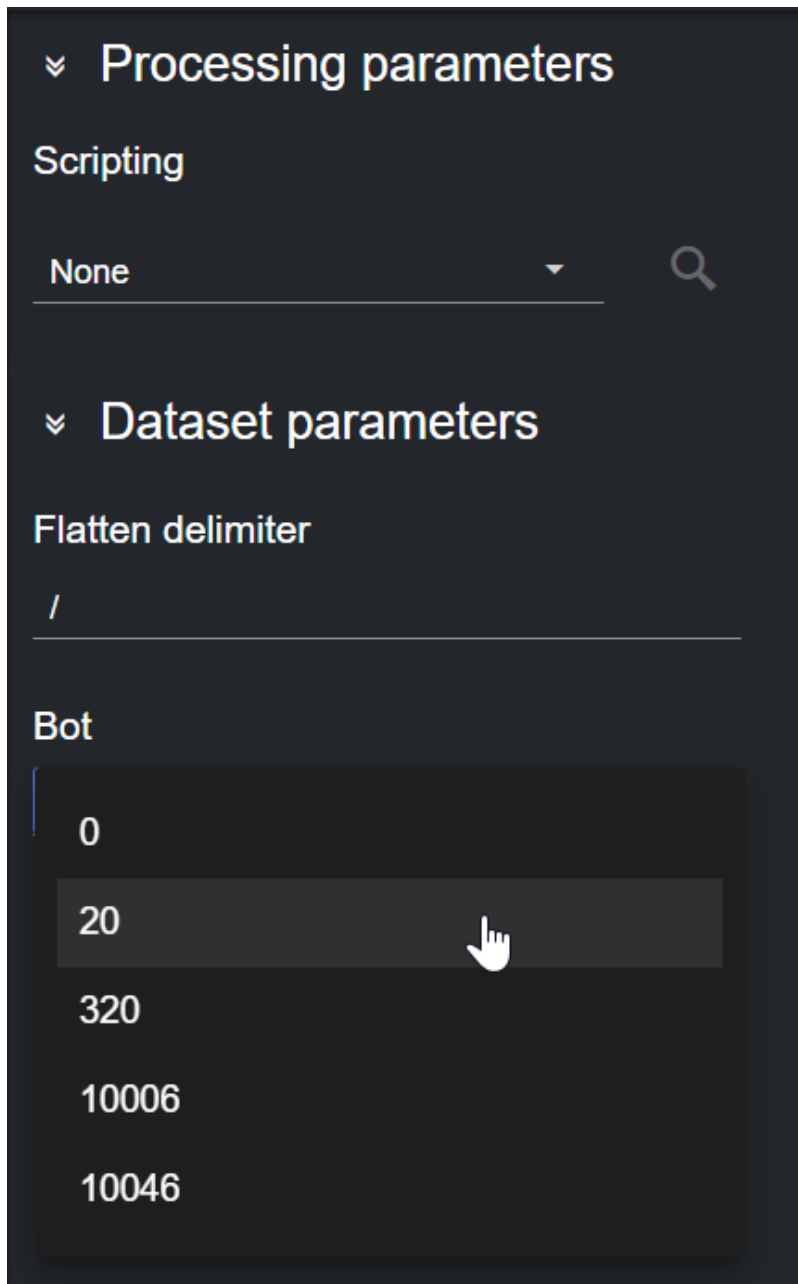 Processing parameters
Scripting
None
Dataset parameters
Flatten delimiter
/
Bot
0
20
320
10006
10046